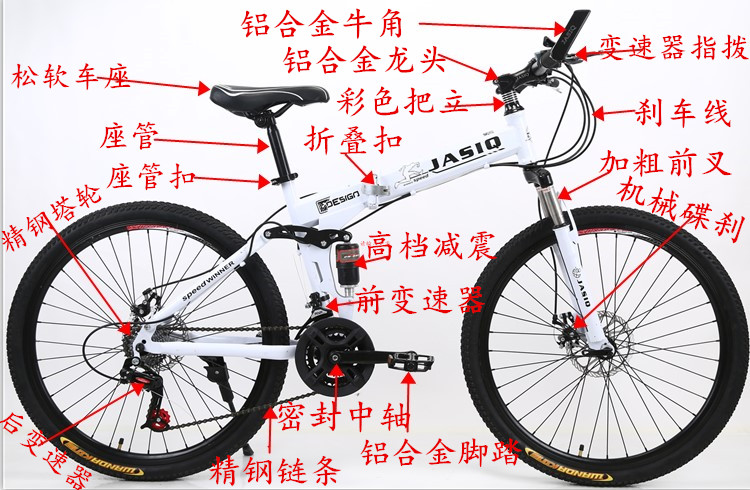 铝合金牛角
铝合金龙头
变速器指拨
松软车座
彩色把立
刹车线
座管
折叠扣
座管扣
加粗前叉
机械碟刹
精钢塔轮
JASIQ
DESIGN
高档减震
speed WINNER
JASIQ
前变速器
密封中轴
铝合金脚踏
后变速器
精钢链条